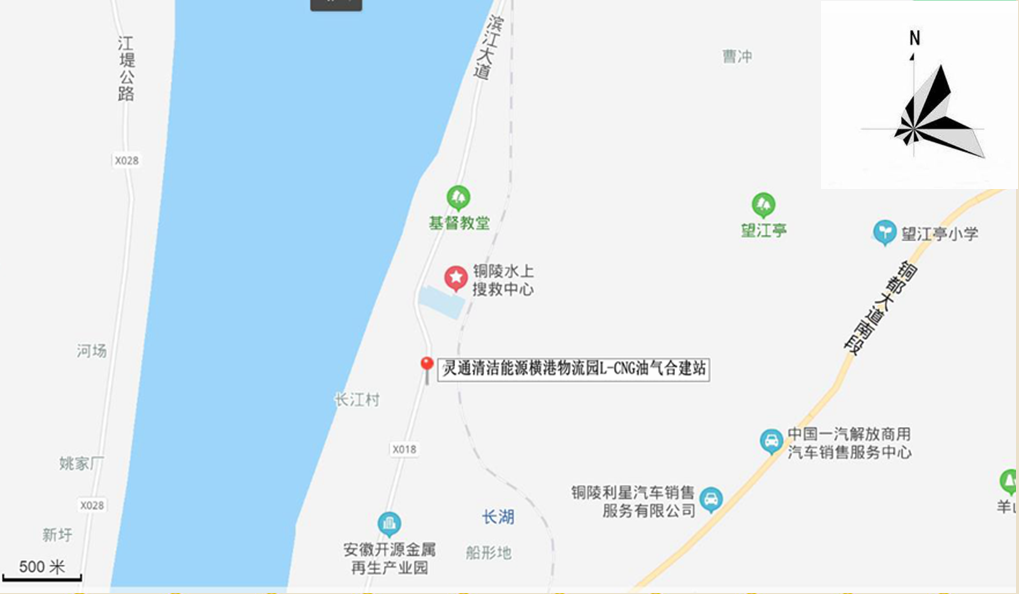 滨江大道
江堤公路
N
曹冲
X028
基督教堂
望江亭
望江亭小学
铜陵水上
搜救中心
铜都大道南段
河场
灵通清洁能源横港物流园L-CNG油气合建站
长江村
中国一汽解放商用
汽车销售服务中心
X018
姚家厂
X028
铜陵利星汽车销售
服务有限公司
羊山
长湖
新圩
安徽开源金属
再生产业园
船形地
500 米